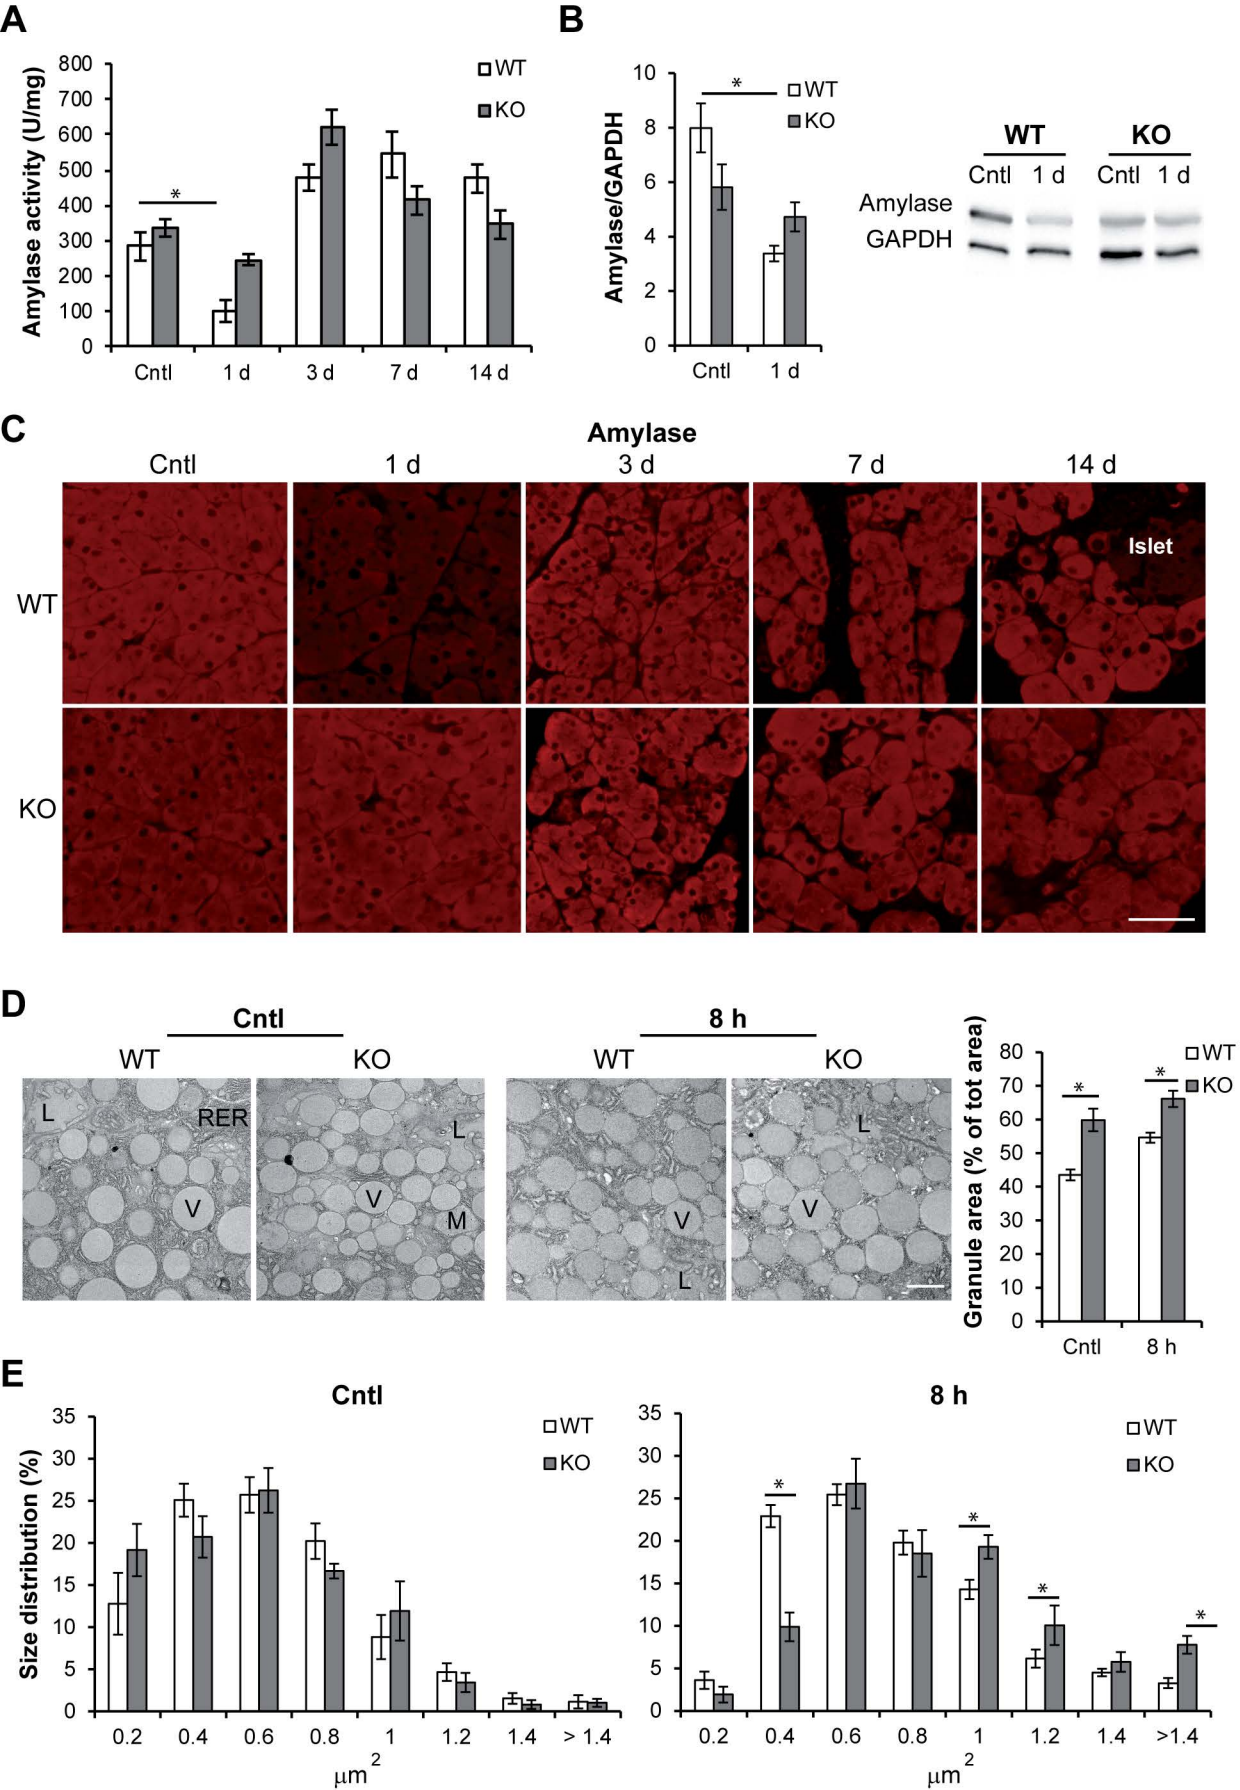 A
Amylase activity (U/mg)
800
700
600
500
400
300
200
100
0
*
WT
KO
Cntl 1 d 3 d 7 d 14 d
B
Amylase/GAPDH
10
8
6
4
2
0
*
WT
KO
Cntl 1 d
WT KO
Cntl 1 d Cntl 1 d
Amylase
GAPDH
C
Amylase
Cntl 1 d 3 d 7 d 14 d
WT
Islet
KO
D
Cntl 8 h
WT KO WT KO
L RER V
L V M
V L
L V
Granule area (% of tot area)
80
70
60
50
40
30
20
10
0
* *
WT
KO
Cntl 8 h
E
Cntl
Size distribution (%)
35
30
25
20
15
10
5
0
WT
KO
0.2 0.4 0.6 0.8 1 1.2 1.4 > 1.4
μm2
8 h
35
30
25
20
15
10
5
0
* * * *
WT
KO
0.2 0.4 0.6 0.8 1 1.2 1.4 >1.4
μm2